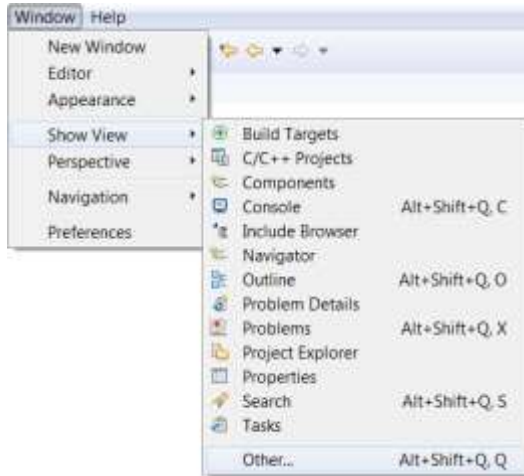 Window Help
New Window
Editor
Appearance
Show View
Perspective
Navigation
Preferences
Build Targets
C/C++ Projects
Components
Console Alt+Shift+Q, C
Include Browser
Navigator
Outline Alt+Shift+Q, O
Problem Details
Problems Alt+Shift+Q, X
Project Explorer
Properties
Search Alt+Shift+Q, S
Tasks
Other... Alt+Shift+Q, Q